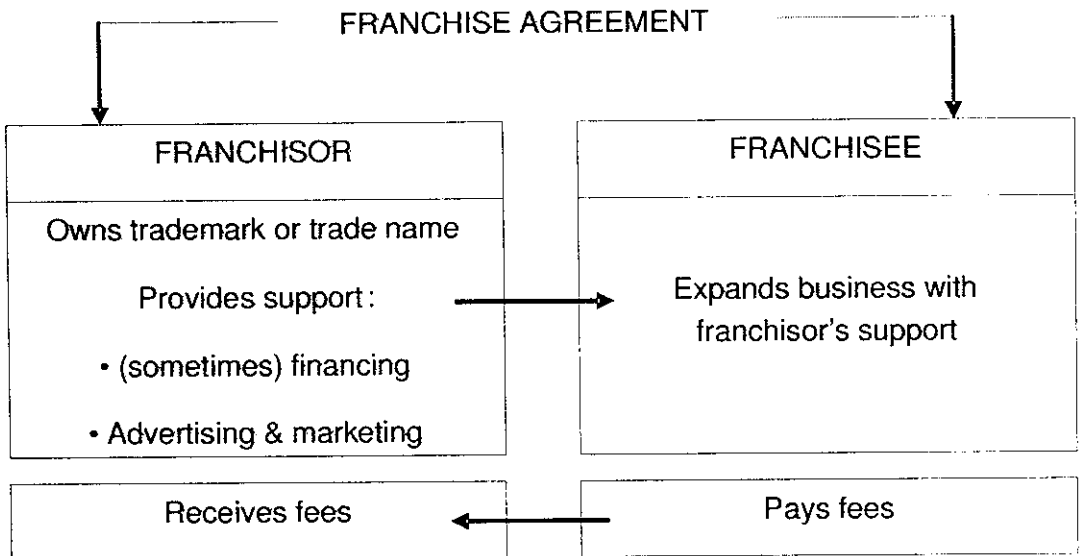 FRANCHISE AGREEMENT
FRANCHISOR
Owns trademark or trade name
Provides support:
• (sometimes) financing
• Advertising & marketing
FRANCHISEE
Expands business with
franchisor's support
Receives fees
Pays fees